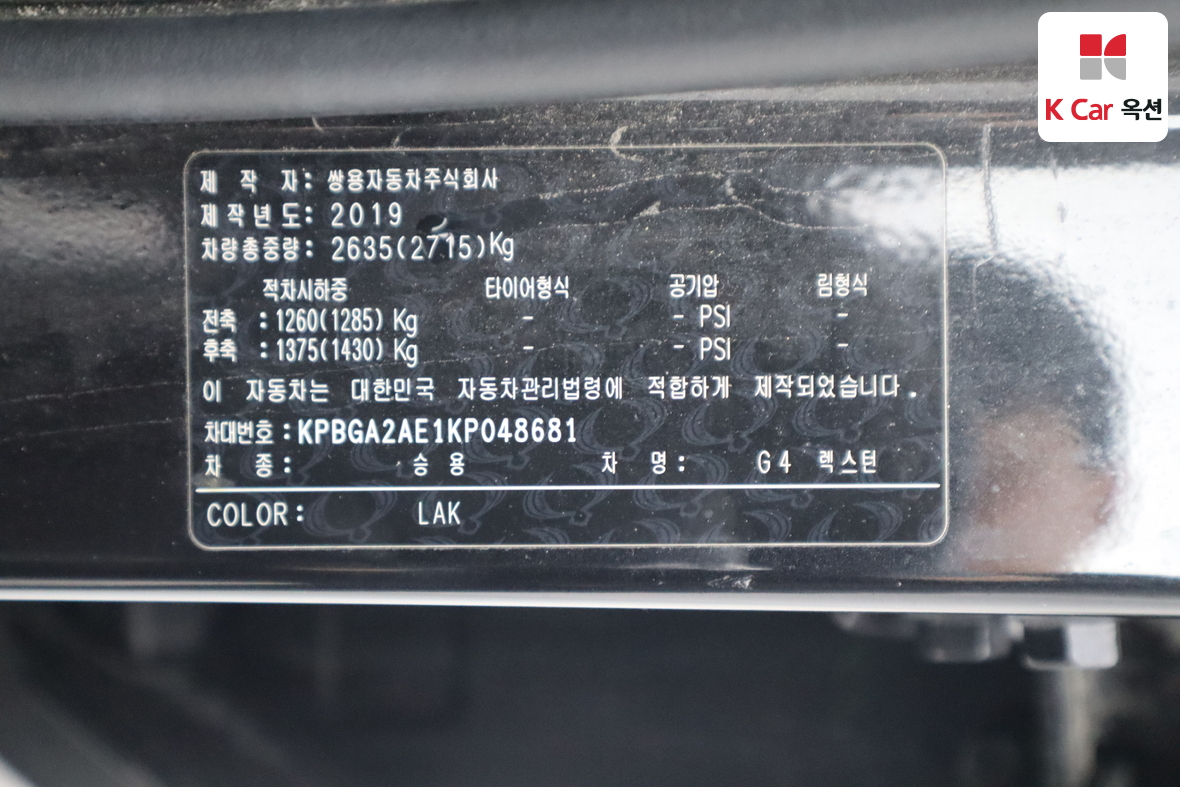 K Car 옥션
제 작 자 : 쌍용자동차주식회사
제작년도 : 2019
차량총중량 : 2635(2715)Kg
적차시하중 타이어형식 공기압 림형식
전축 : 1260(1285) Kg - - PSI -
후축 : 1375(1430) Kg - - PSI -
이 자동차는 대한민국 자동차관리법령에 적합하게 제작되었습니다.
차대번호 : KPBGA2AE1KP048681
차 종 : 승 용 차 명 : G4 렉스턴
COLOR : LAK